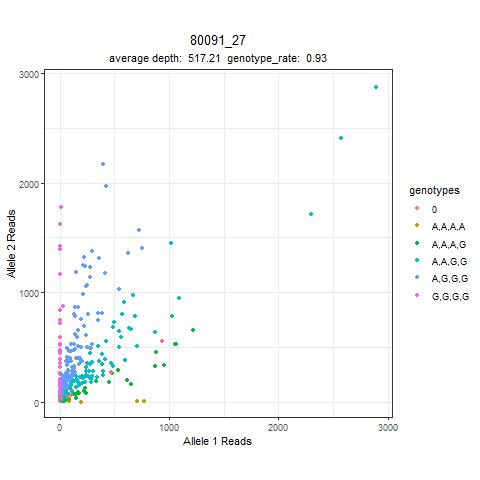 80091_27
average depth:  517.21  genotype_rate:  0.93
3000
2000
1000
0
Allele 2 Reads
0
1000
2000
3000
Allele 1 Reads
genotypes
0
A,A,A,A
A,A,A,G
A,A,G,G
A,G,G,G
G,G,G,G